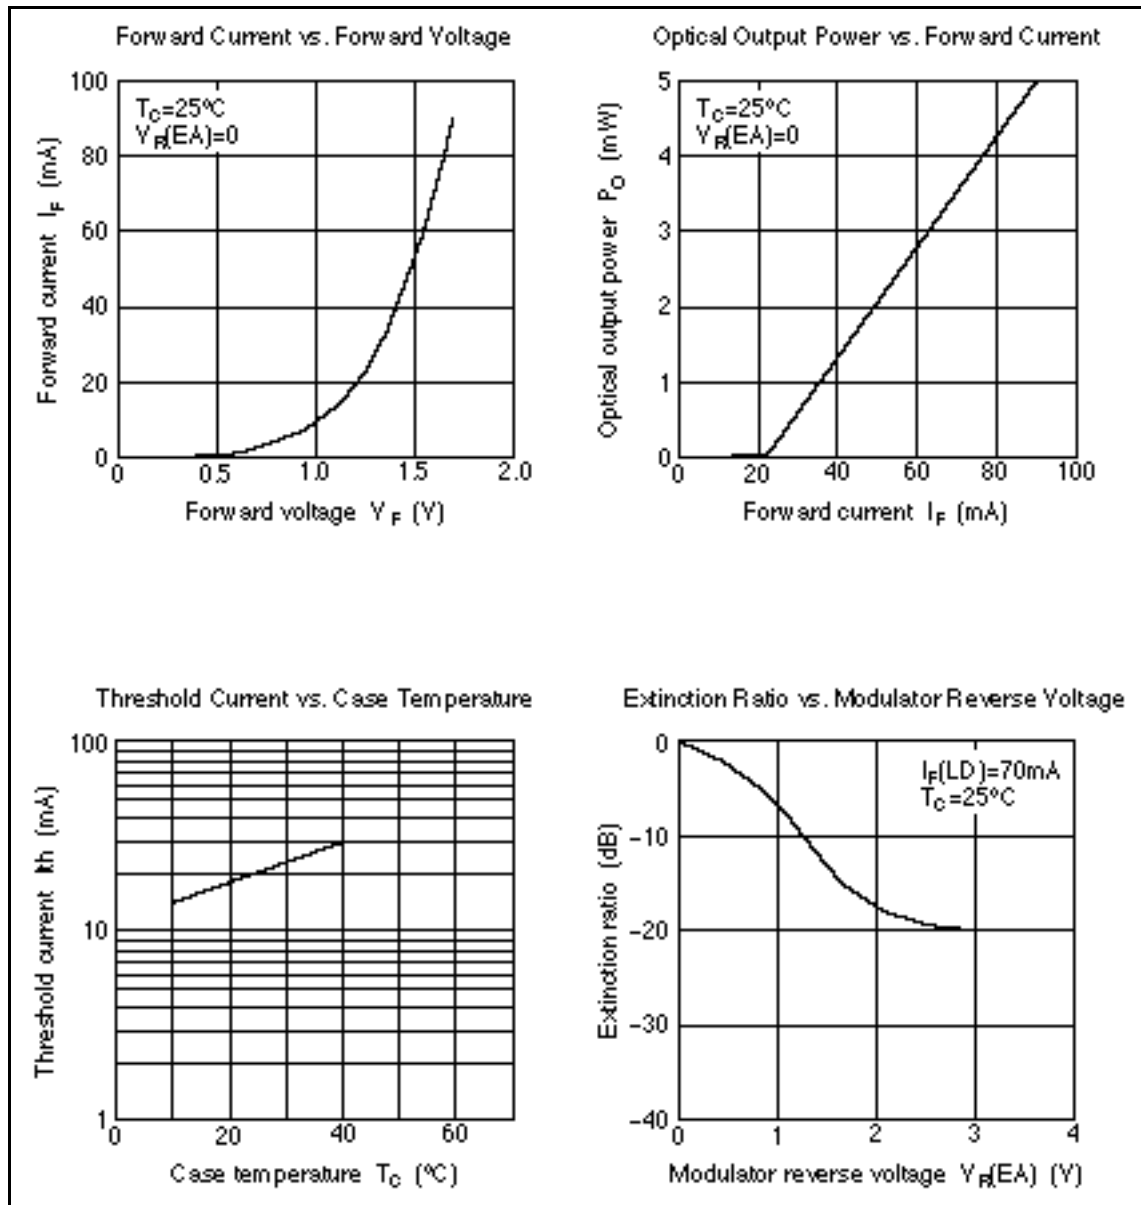 Forward Current vs. Forward Voltage
100
80
60
40
20
0
Forward current IF (mA)
TC=25ºC
VR(EA)=0
0
0.5
1.0
1.5
2.0
Forward voltage VF (V)
Optical Output Power vs. Forward Current
5
4
3
2
1
0
Optical output power PO (mW)
TC=25ºC
VR(EA)=0
0
20
40
60
80
100
Forward current IF (mA)
Threshold Current vs. Case Temperature
100
10
1
Threshold current Ith (mA)
0
20
40
60
Case temperature TC (ºC)
Extinction Ratio vs. Modulator Reverse Voltage
0
−10
−20
−30
−40
Extinction ratio (dB)
IF(LD)=70mA
TC=25ºC
0
1
2
3
4
Modulator reverse voltage VR(EA) (V)